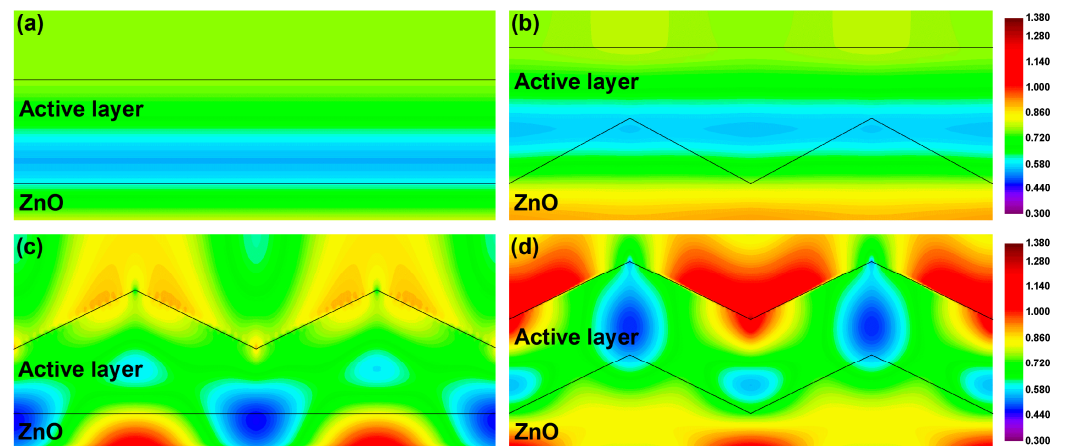 (a)
Active layer
ZnO
(b)
Active layer
ZnO
1.380
1.280
1.140
1.000
0.860
0.720
0.580
0.440
0.300
(c)
Active layer
ZnO
(d)
Active layer
ZnO
1.380
1.280
1.140
1.000
0.860
0.720
0.580
0.440
0.300